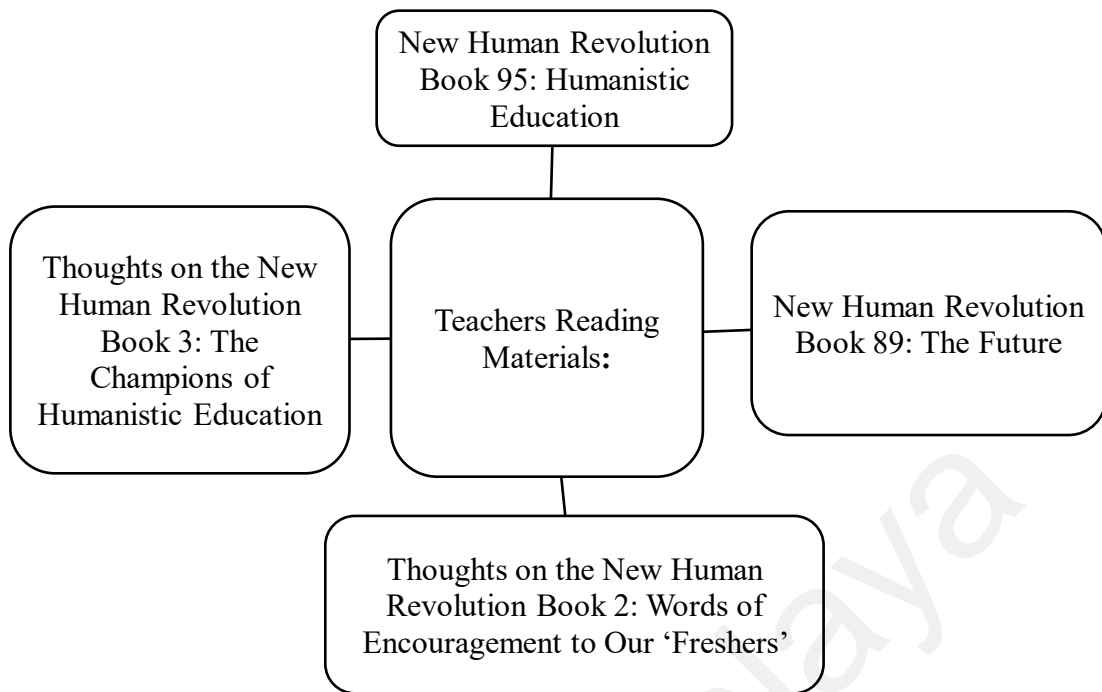 New Human Revolution
Book 95: Humanistic
Education
Thoughts on the New
Human Revolution
Book 3: The
Champions of
Humanistic Education
Teachers Reading
Materials:
New Human Revolution
Book 89: The Future
Thoughts on the New Human
Revolution Book 2: Words of
Encouragement to Our ‘Freshers’